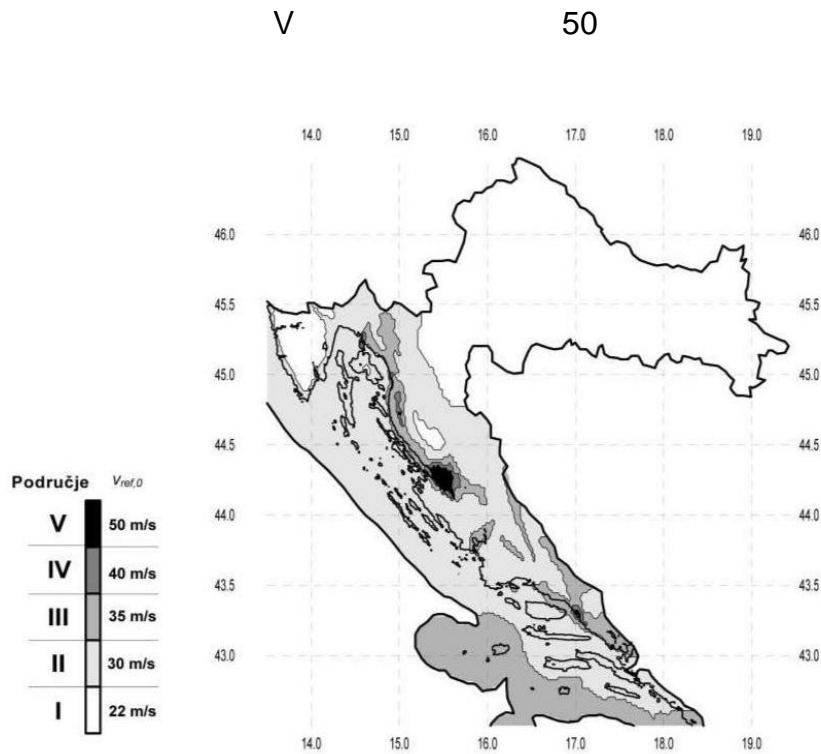 V 50
14.0 15.0 16.0 17.0 18.0 19.0
46.0 46.0
45.5 45.5
45.0 45.0
44.5 44.5
44.0 44.0
43.5 43.5
43.0 43.0
14.0 15.0 16.0 17.0 18.0 19.0
Područje Vref,0
V 50 m/s
IV 40 m/s
III 35 m/s
II 30 m/s
I 22 m/s